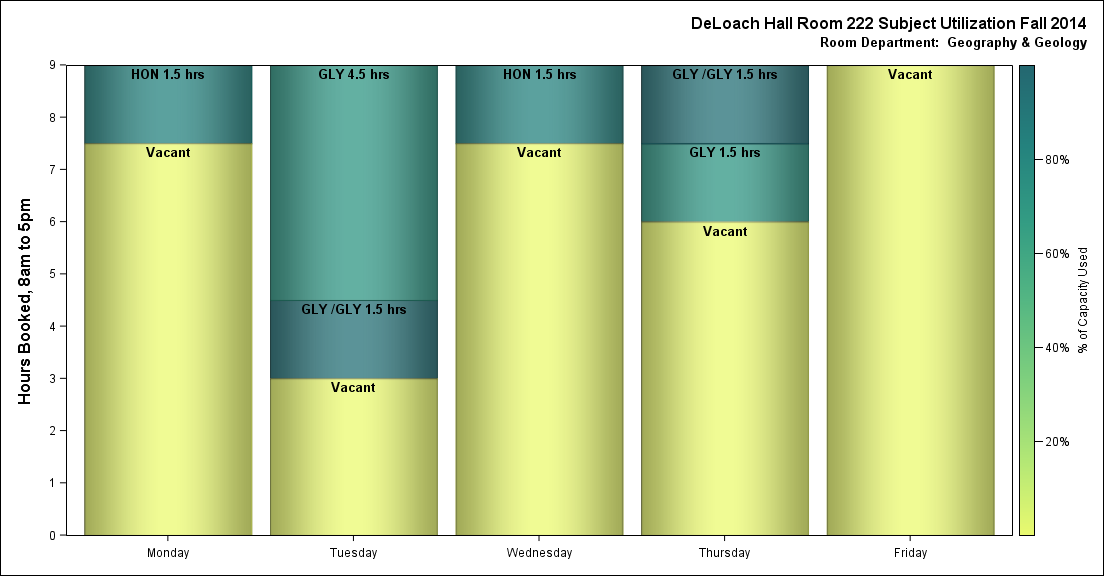 DeLoach Hall Room 222 Subject Utilization Fall 2014
Room Department:  Geography & Geology
Hours Booked, 8am to 5pm
9
8
7
6
5
4
3
2
1
0
HON 1.5 hrs
Vacant
GLY 4.5 hrs
GLY /GLY 1.5 hrs
Vacant
HON 1.5 hrs
Vacant
GLY /GLY 1.5 hrs
GLY 1.5 hrs
Vacant
Vacant
Monday
Tuesday
Wednesday
Thursday
Friday
80%
60%
40%
20%
% of Capacity Used